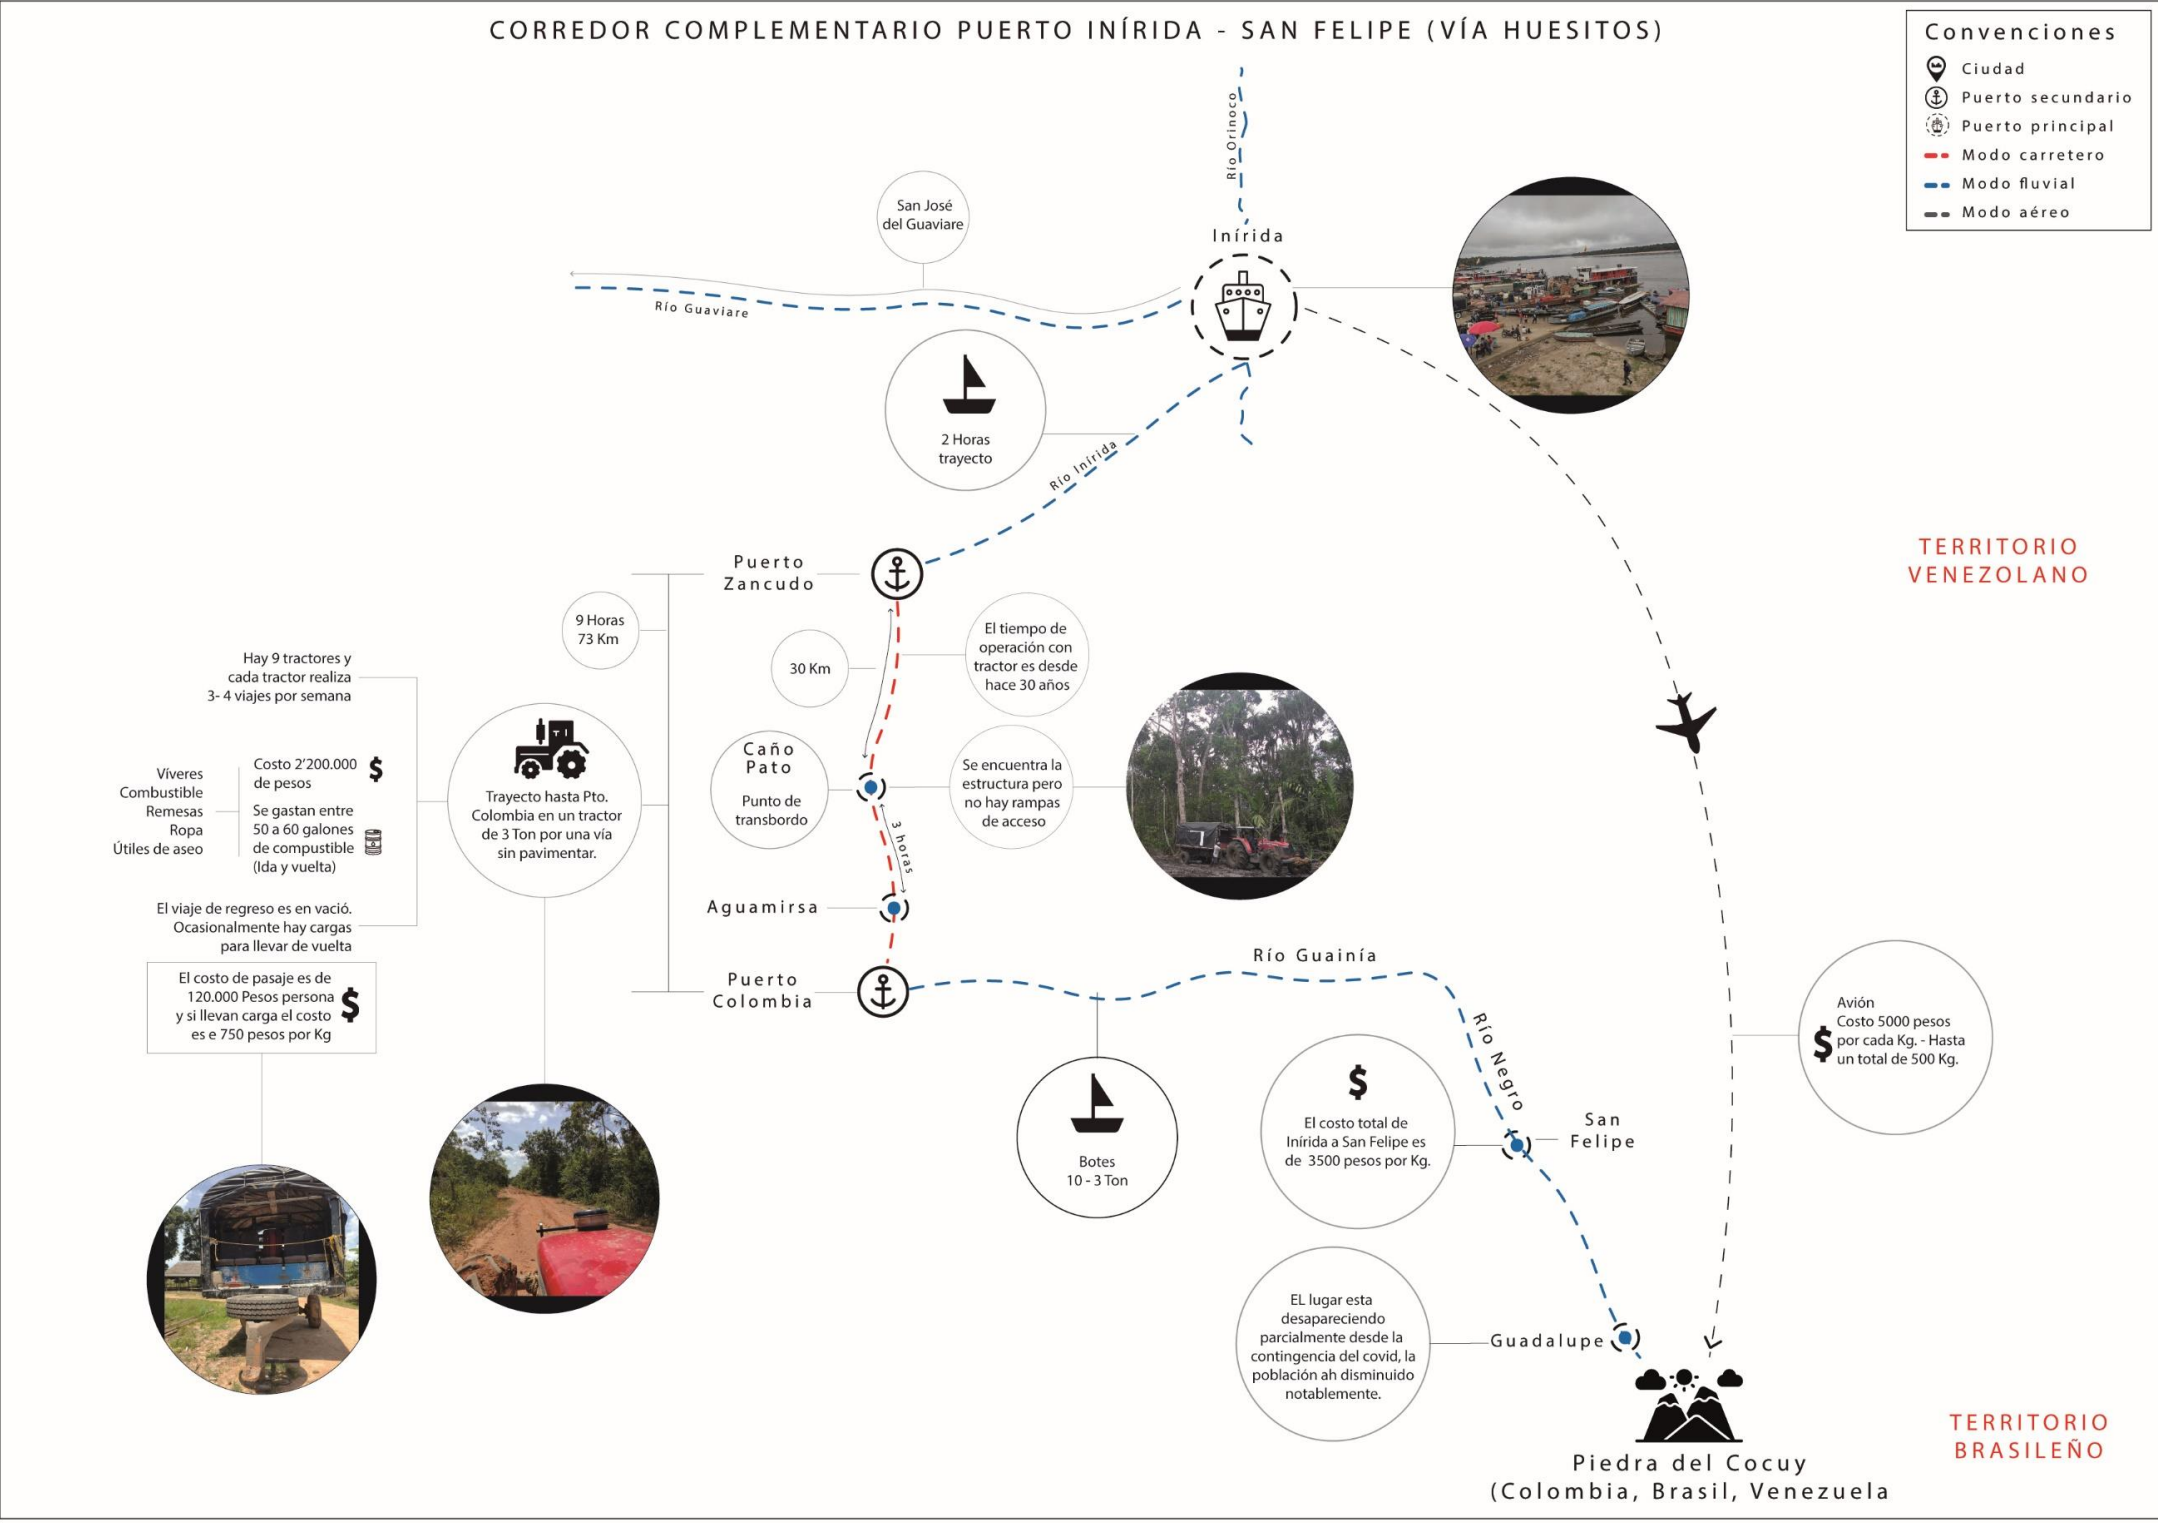 CORREDOR COMPLEMENTARIO PUERTO INÍRIDA - SAN FELIPE (VÍA HUESITOS)
Convenciones
Ciudad
Puerto secundario
Puerto principal
Modo carretero
Modo fluvial
Modo aéreo
Río Orinoco
San José
del Guaviare
Inírida
Río Guaviare
2 Horas
trayecto
Río Inírida
TERRITORIO
VENEZOLANO
Puerto
Zancudo
9 Horas
73 Km
30 Km
El tiempo de
operación con
tractor es desde
hace 30 años
Hay 9 tractores y
cada tractor realiza
3- 4 viajes por semana
Caño
Pato
Punto de
transbordo
Se encuentra la
estructura pero
no hay rampas
de acceso
Trayecto hasta Pto.
Colombia en un tractor
de 3 Ton por una vía
sin pavimentar.
Víveres
Combustible
Remesas
Ropa
Útiles de aseo
Costo 2'200.000
de pesos
$
Se gastan entre
50 a 60 galones
de compustible
(Ida y vuelta)
3 horas
Aguamirsa
El viaje de regreso es en vació.
Ocasionalmente hay cargas
para llevar de vuelta
El costo de pasaje es de
120.000 Pesos persona
y si llevan carga el costo
es e 750 pesos por Kg
$
Puerto
Colombia
Río Guainía
Río Negro
Avión
Costo 5000 pesos
por cada Kg. - Hasta
un total de 500 Kg.
$
Botes
10 - 3 Ton
$
El costo total de
Inírida a San Felipe es
de 3500 pesos por Kg.
San
Felipe
EL lugar esta
desapareciendo
parcialmente desde la
contingencia del covid, la
población ah disminuido
notablemente.
Guadalupe
TERRITORIO
BRASILEÑO
Piedra del Cocuy
(Colombia, Brasil, Venezuela